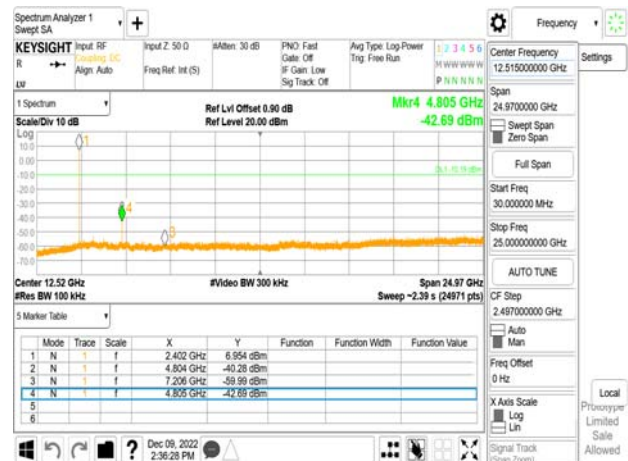 Spectrum Analyzer 1
Swept SA
Frequency
KEYSIGHT Input: RF
R
Coupling: DC
Align: Auto
LXI
Input Z: 50 Ω
Freq Ref: Int (S)
#Atten: 30 dB
PNO: Fast
Gate: Off
IF Gain: Low
Sig Track: Off
Avg Type: Log-Power
Trig: Free Run
1 2 3 4 5 6
M W W W W W
P N N N N N
1 Spectrum
Scale/Div 10 dB
Ref Lvl Offset 0.90 dB
Ref Level 20.00 dBm
Mkr4 4.805 GHz
-42.69 dBm
Log
10.0
0.00
-10.0
-20.0
-30.0
-40.0
-50.0
-60.0
-70.0
1
4
3
Center 12.52 GHz
#Video BW 300 kHz
Span 24.97 GHz
#Res BW 100 kHz
Sweep ~2.39 s (24971 pts)
5 Marker Table
Mode Trace Scale X Y Function Function Width Function Value
1 N 1 f 2.402 GHz 6.954 dBm
2 N 1 f 4.804 GHz -40.28 dBm
3 N 1 f 7.206 GHz -59.99 dBm
4 N 1 f 4.805 GHz -42.69 dBm
5
6
Dec 09, 2022
2:36:28 PM
Center Frequency
12.515000000 GHz
Settings
Span
24.9700000 GHz
Swept Span
Zero Span
Full Span
Start Freq
30.000000 MHz
Stop Freq
25.000000000 GHz
AUTO TUNE
CF Step
2.497000000 GHz
Auto
Man
Freq Offset
0 Hz
X Axis Scale
Log
Lin
Signal Track
(Span Zoom)
Local
Prototype
Limited
Sale
Allowed